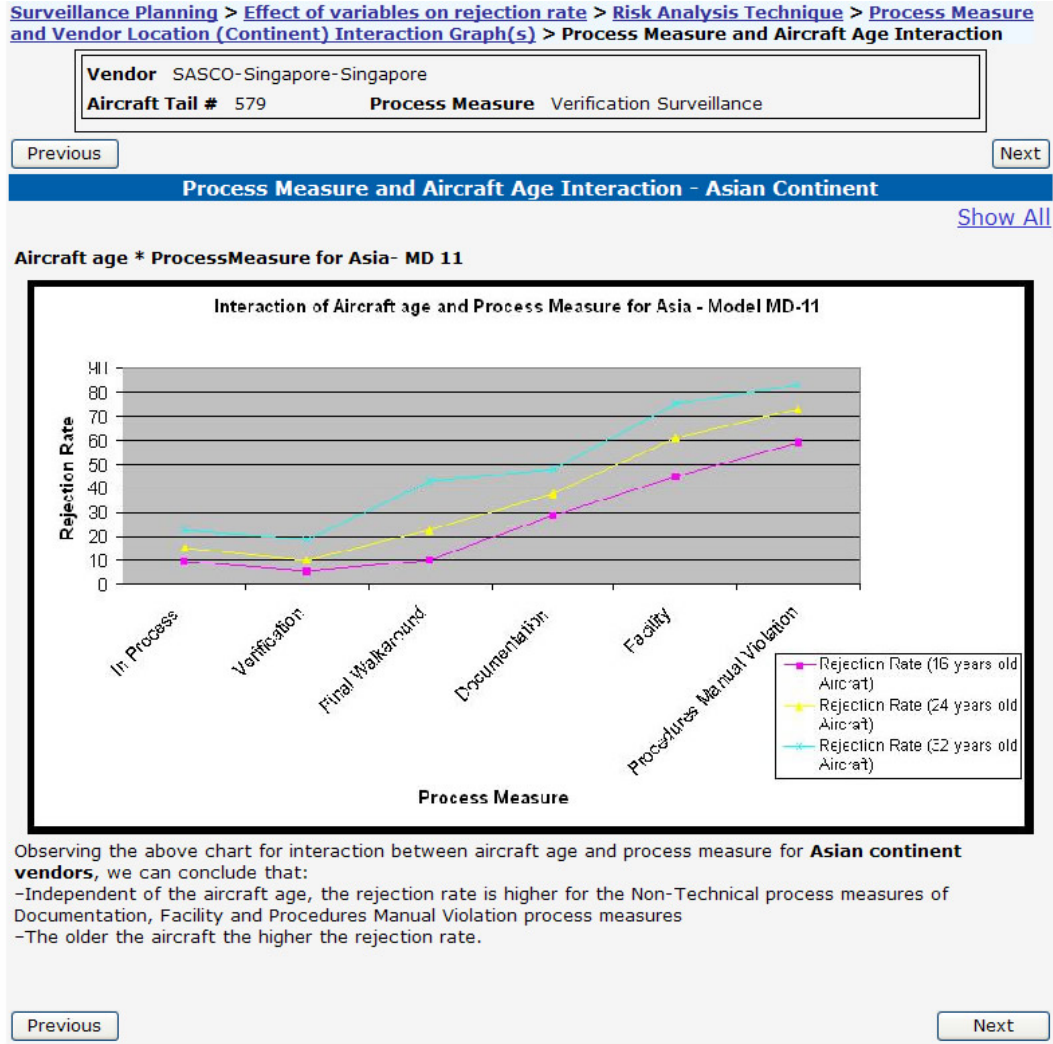 Surveillance Planning > Effect of variables on rejection rate > Risk Analysis Technique > Process Measure
and Vendor Location (Continent) Interaction Graph(s) > Process Measure and Aircraft Age Interaction
Vendor SASCO-Singapore-Singapore
Aircraft Tail # 579 Process Measure Verification Surveillance
Previous Next
Process Measure and Aircraft Age Interaction - Asian Continent
Show All
Aircraft age * ProcessMeasure for Asia- MD 11
Interaction of Aircraft age and Process Measure for Asia - Model MD-11
90
80
70
60
50
40
30
20
10
0
Rejection Rate
In Process
Verification
Final Walkaround
Documentation
Facility
Procedures Manual Violation
Process Measure
Rejection Rate (16 years old
Aircraft)
Rejection Rate (24 years old
Aircraft)
Rejection Rate (32 years old
Aircraft)
Observing the above chart for interaction between aircraft age and process measure for Asian continent
vendors, we can conclude that:
–Independent of the aircraft age, the rejection rate is higher for the Non-Technical process measures of
Documentation, Facility and Procedures Manual Violation process measures
–The older the aircraft the higher the rejection rate.
Previous Next